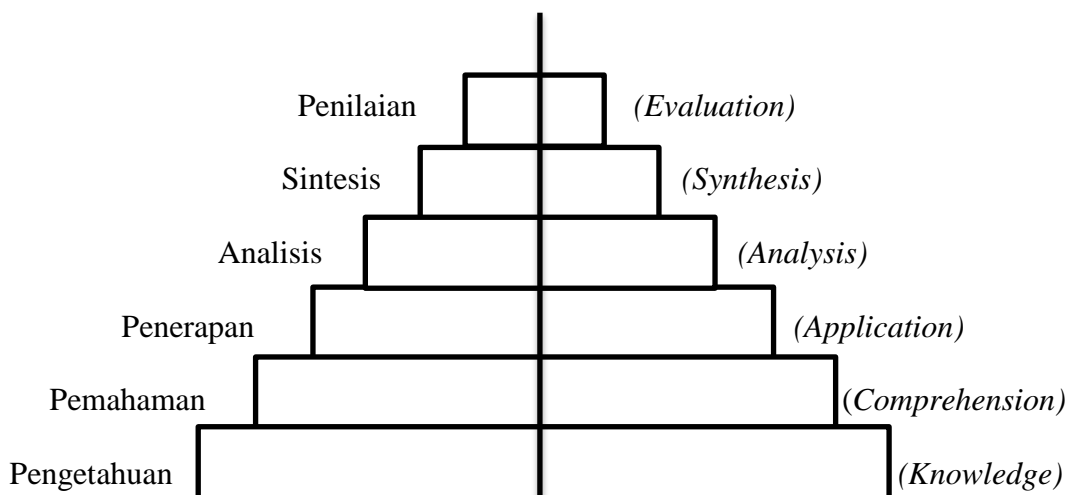 Penilaian (Evaluation)
Sintesis (Synthesis)
Analisis (Analysis)
Penerapan (Application)
Pemahaman (Comprehension)
Pengetahuan (Knowledge)